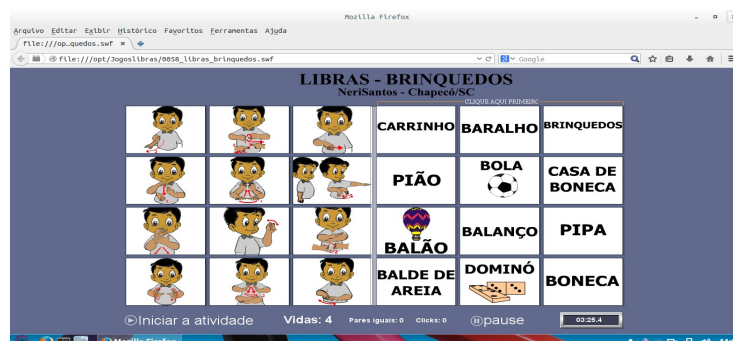 Mozilla Firefox
Arquivo Editar Exibir Histórico Favoritos Ferramentas Ajuda
file:///op…quedos.swf
file:///opt/Jogoslibras/0858_libras_brinquedos.swf
Google
LIBRAS - BRINQUEDOS
NeriSantos - Chapecó/SC
CLIQUE AQUI PRIMEIRO
CARRINHO BARALHO BRINQUEDOS
PIÃO BOLA CASA DE BONECA
BALÃO BALANÇO PIPA
BALDE DE AREIA DOMINÓ BONECA
Iniciar a atividade Vidas: 4 Pares iguais: 0 Clicks: 0 pause 03:25.4
Mozilla Firefox